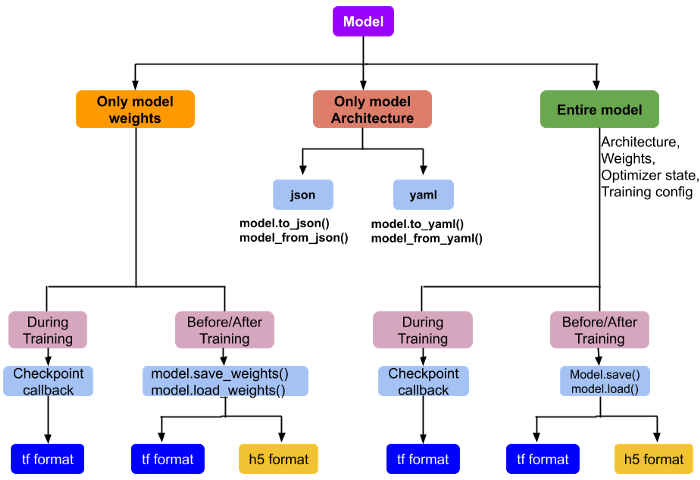 Model
Only model
weights
Only model
Architecture
Entire model
Architecture,
Weights,
Optimizer state,
Training config
json
yaml
model.to_json()
model_from_json()
model.to_yaml()
model_from_yaml()
During
Training
Before/After
Training
During
Training
Before/After
Training
Checkpoint
callback
model.save_weights()
model.load_weights()
Checkpoint
callback
Model.save()
model.load()
tf format
tf format
h5 format
tf format
tf format
h5 format